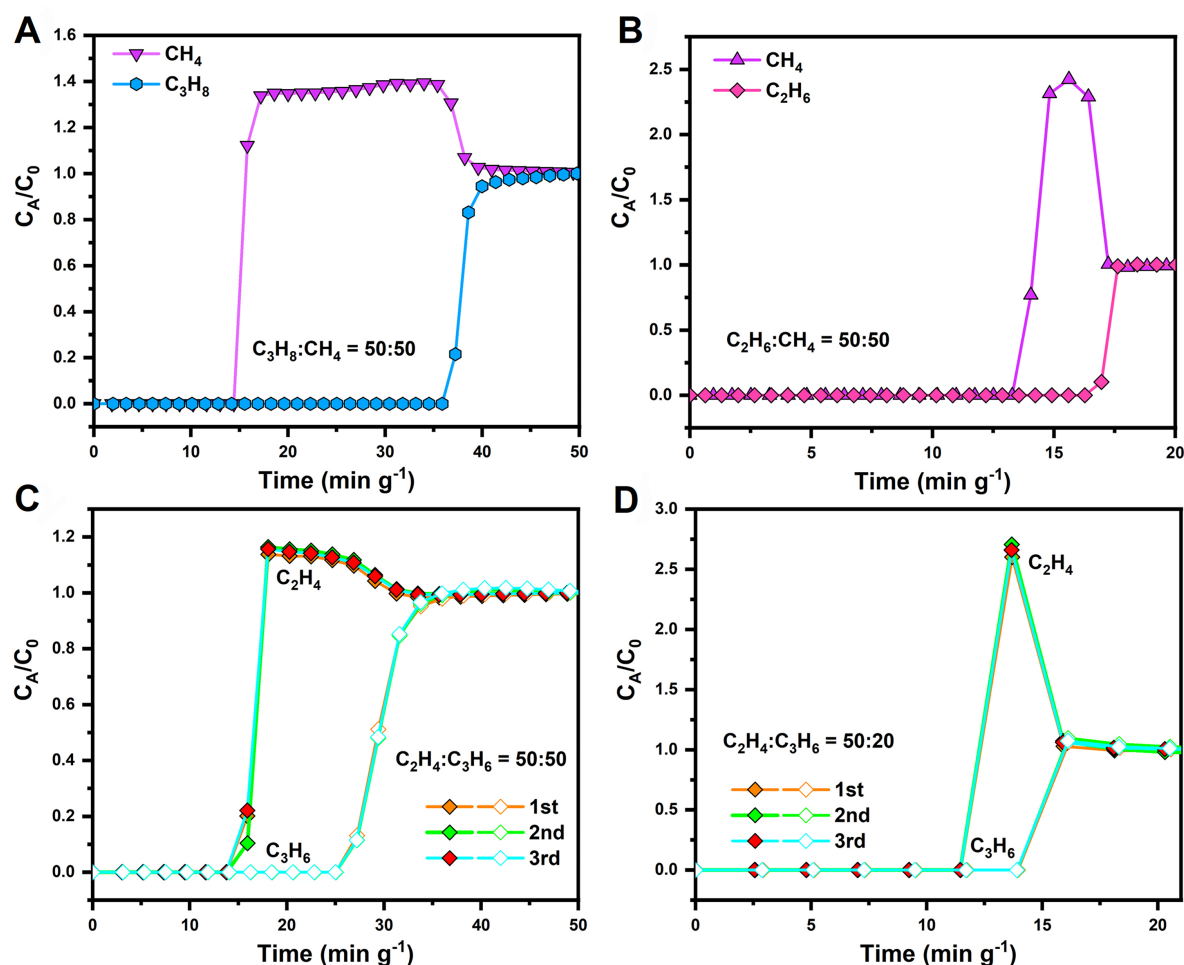 A
CH4
C3H8
C3H8:CH4 = 50:50
CA/C0
1.6
1.4
1.2
1.0
0.8
0.6
0.4
0.2
0.0
0 10 20 30 40 50
Time (min g-1)
B
CH4
C2H6
C2H6:CH4 = 50:50
CA/C0
2.5
2.0
1.5
1.0
0.5
0.0
0 5 10 15 20
Time (min g-1)
C
C2H4
C2H4:C3H6 = 50:50
1st
2nd
3rd
C3H6
CA/C0
1.2
1.0
0.8
0.6
0.4
0.2
0.0
0 10 20 30 40 50
Time (min g-1)
D
C2H4
C2H4:C3H6 = 50:20
1st
2nd
3rd
C3H6
CA/C0
3.0
2.5
2.0
1.5
1.0
0.5
0.0
0 5 10 15 20
Time (min g-1)